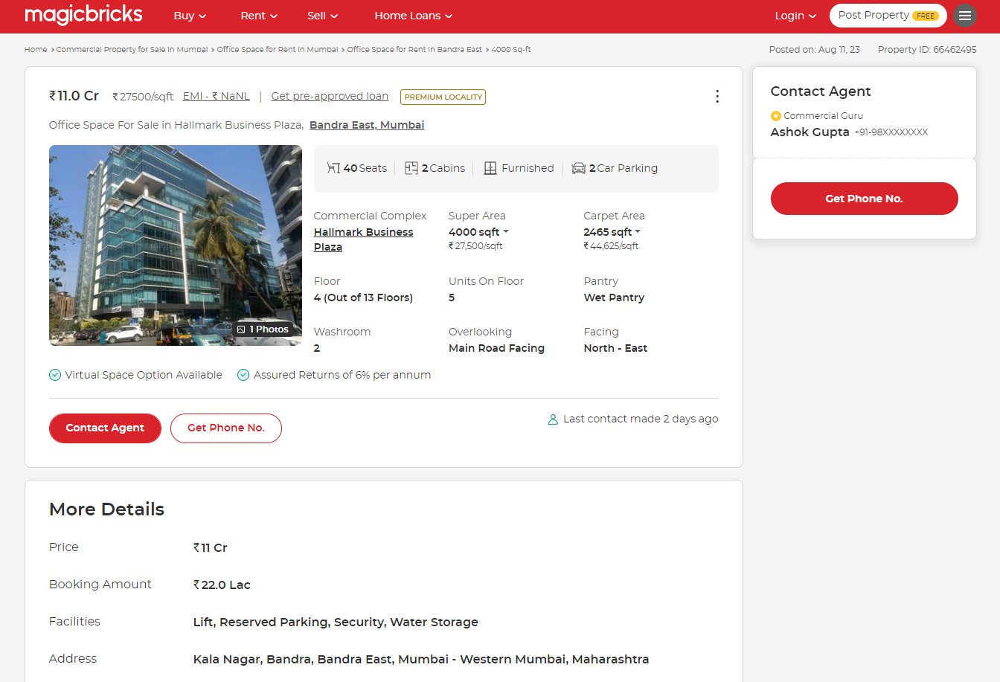 magicbricks Buy Rent Sell Home Loans Login Post Property FREE
Home Commercial Property for Sale in Mumbai Office Space for Rent in Mumbai Office Space for Rent in Bandra East 4000 Sq-ft Posted on: Aug 11, 23 Property ID: 66462495
₹11.0 Cr ₹27500/sqft EMI - ₹ NaNL | Get pre-approved loan PREMIUM LOCALITY
Office Space For Sale in Hallmark Business Plaza, Bandra East, Mumbai
40 Seats 2 Cabins Furnished 2 Car Parking
Commercial Complex Super Area Carpet Area
Hallmark Business 4000 sqft 2465 sqft
Plaza ₹27,500/sqft ₹44,625/sqft
Floor Units On Floor Pantry
4 (Out of 13 Floors) 5 Wet Pantry
1 Photos
Washroom Overlooking Facing
2 Main Road Facing North - East
Virtual Space Option Available Assured Returns of 6% per annum
Contact Agent Get Phone No. Last contact made 2 days ago
Contact Agent
Commercial Guru
Ashok Gupta +91-98XXXXXXXX
Get Phone No.
More Details
Price ₹11 Cr
Booking Amount ₹22.0 Lac
Facilities Lift, Reserved Parking, Security, Water Storage
Address Kala Nagar, Bandra, Bandra East, Mumbai - Western Mumbai, Maharashtra